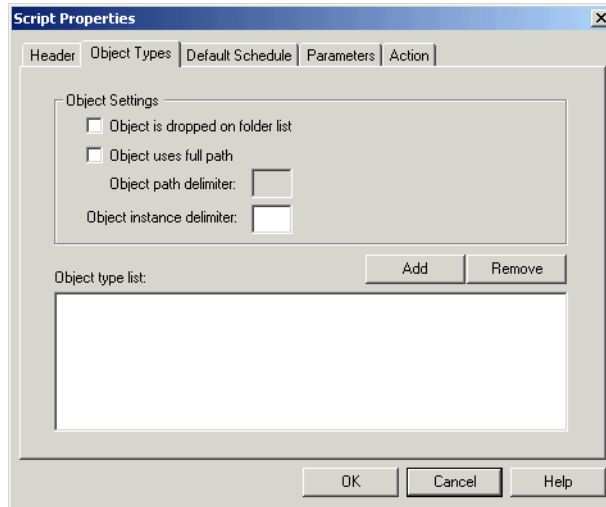 Script Properties
Header Object Types Default Schedule Parameters Action
Object Settings
Object is dropped on folder list
Object uses full path
Object path delimiter:
Object instance delimiter:
Add Remove
Object type list:
OK Cancel Help